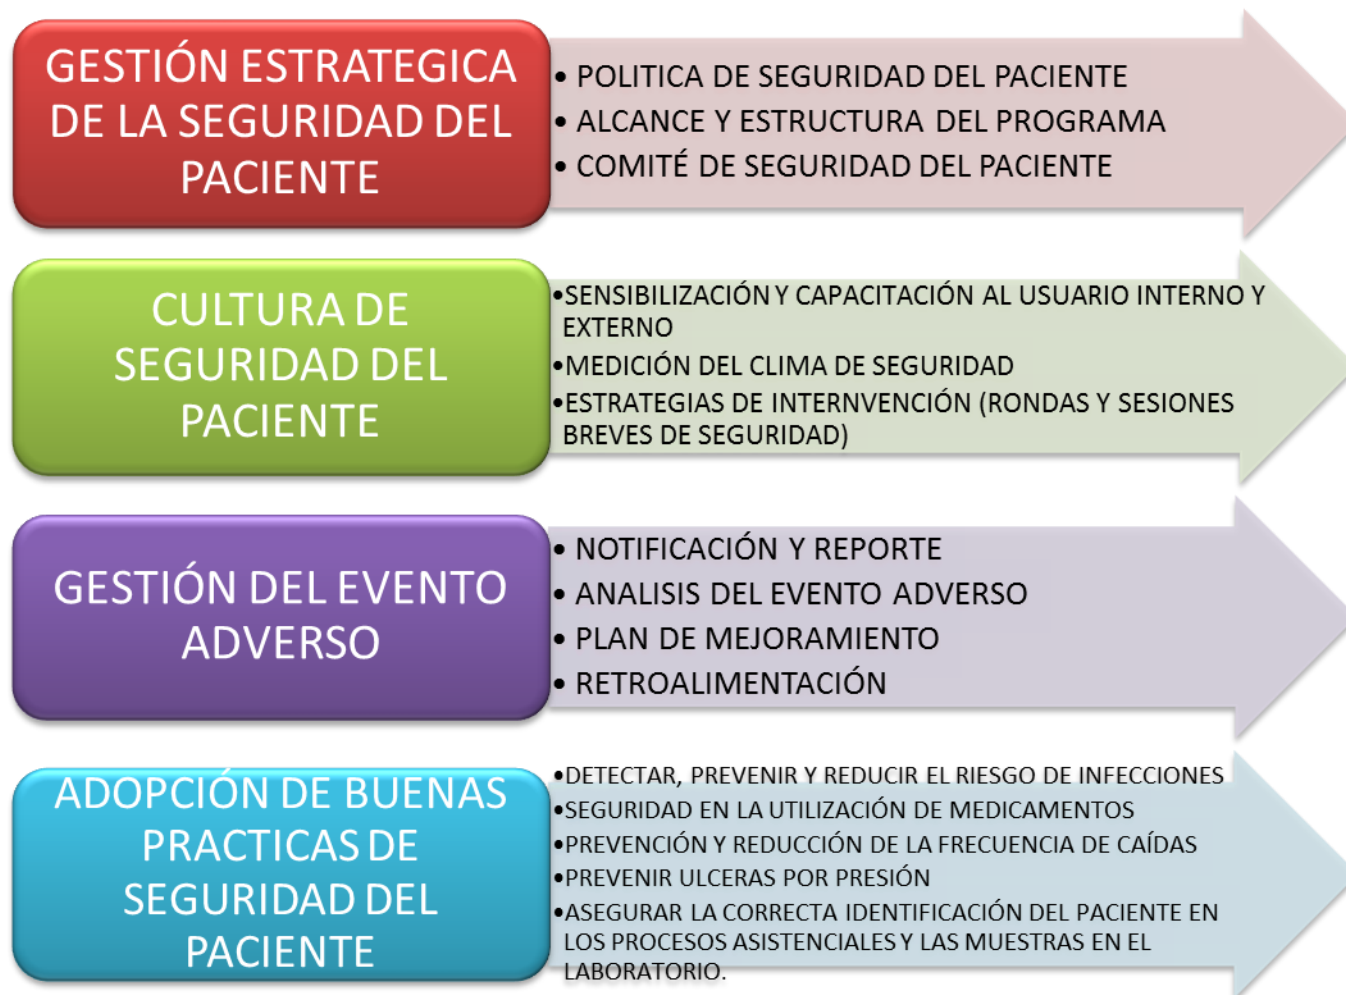 GESTIÓN ESTRATEGICA
DE LA SEGURIDAD DEL
PACIENTE
• POLITICA DE SEGURIDAD DEL PACIENTE
• ALCANCE Y ESTRUCTURA DEL PROGRAMA
• COMITÉ DE SEGURIDAD DEL PACIENTE
CULTURA DE
SEGURIDAD DEL
PACIENTE
•SENSIBILIZACIÓN Y CAPACITACIÓN AL USUARIO INTERNO Y
EXTERNO
•MEDICIÓN DEL CLIMA DE SEGURIDAD
•ESTRATEGIAS DE INTERNVENCIÓN (RONDAS Y SESIONES
BREVES DE SEGURIDAD)
GESTIÓN DEL EVENTO
ADVERSO
• NOTIFICACIÓN Y REPORTE
• ANALISIS DEL EVENTO ADVERSO
• PLAN DE MEJORAMIENTO
• RETROALIMENTACIÓN
ADOPCIÓN DE BUENAS
PRACTICAS DE
SEGURIDAD DEL
PACIENTE
•DETECTAR, PREVENIR Y REDUCIR EL RIESGO DE INFECCIONES
•SEGURIDAD EN LA UTILIZACIÓN DE MEDICAMENTOS
•PREVENCIÓN Y REDUCCIÓN DE LA FRECUENCIA DE CAÍDAS
•PREVENIR ULCERAS POR PRESIÓN
•ASEGURAR LA CORRECTA IDENTIFICACIÓN DEL PACIENTE EN
LOS PROCESOS ASISTENCIALES Y LAS MUESTRAS EN EL
LABORATORIO.